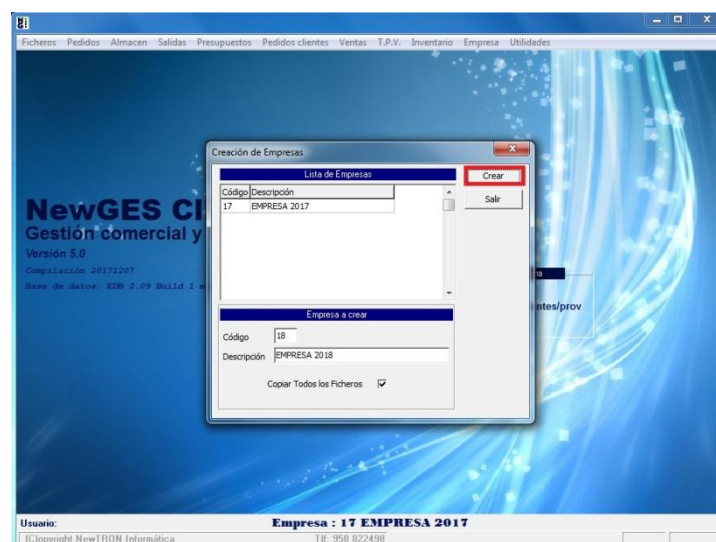 Ficheros Pedidos Almacen Salidas Presupuestos Pedidos clientes Ventas T.P.V. Inventario Empresa Utilidades
Creación de Empresas
Lista de Empresas
Crear
Código Descripción
Salir
17 EMPRESA 2017
NewGES
Gestión comercial y
Versión 5.0
Compilación 20171207
Base de datos: EDB 2.09 Build 1
ntes/prov
Empresa a crear
Código 18
Descripción EMPRESA 2018
Copiar Todos los Ficheros
Usuario:
Empresa : 17 EMPRESA 2017
(C)opyright NewTRON Informática
Tlf: 958 822498